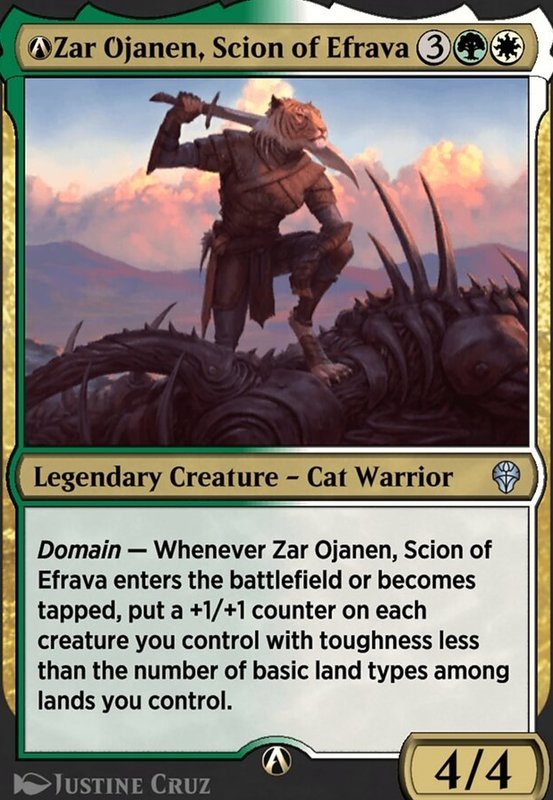 Zar Ojanen, Scion of Efrava 3
Legendary Creature – Cat Warrior
Domain — Whenever Zar Ojanen, Scion of
Efrava enters the battlefield or becomes
tapped, put a +1/+1 counter on each
creature you control with toughness less
than the number of basic land types among
lands you control.
4/4
Justine Cruz